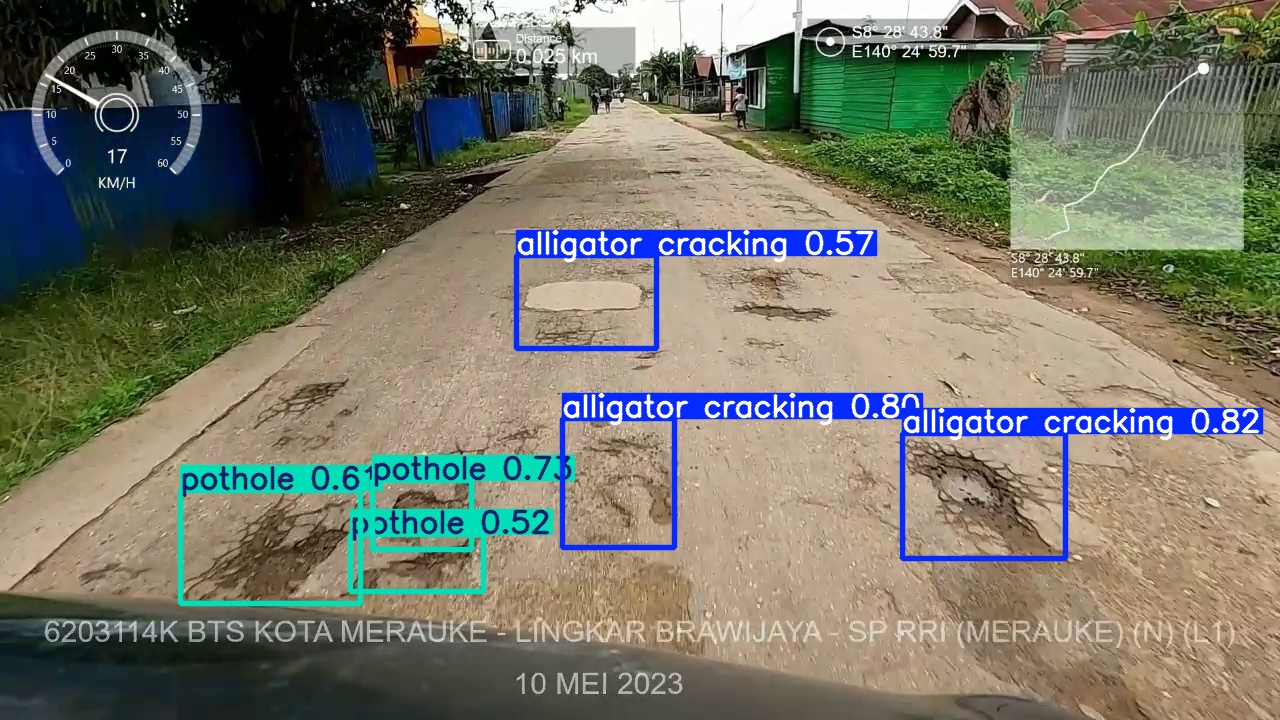 Distance
0.025 km
S8° 28' 43.8"
E140° 24' 59.7"
0
5
10
15
20
25
30
35
40
45
50
55
60
17
KM/H
S8° 28' 43.8"
E140° 24' 59.7"
alligator cracking 0.57
alligator cracking 0.80
alligator cracking 0.82
pothole 0.61
pothole 0.73
pothole 0.52
6203114K BTS KOTA MERAUKE - LINGKAR BRAWIJAYA - SP RRI (MERAUKE) (N) (L1)
10 MEI 2023